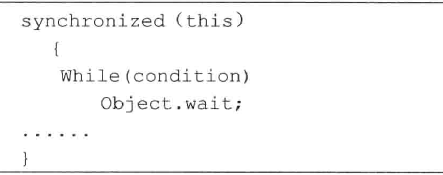 synchronized (this)
{
While(condition)
Object.wait;
......
}